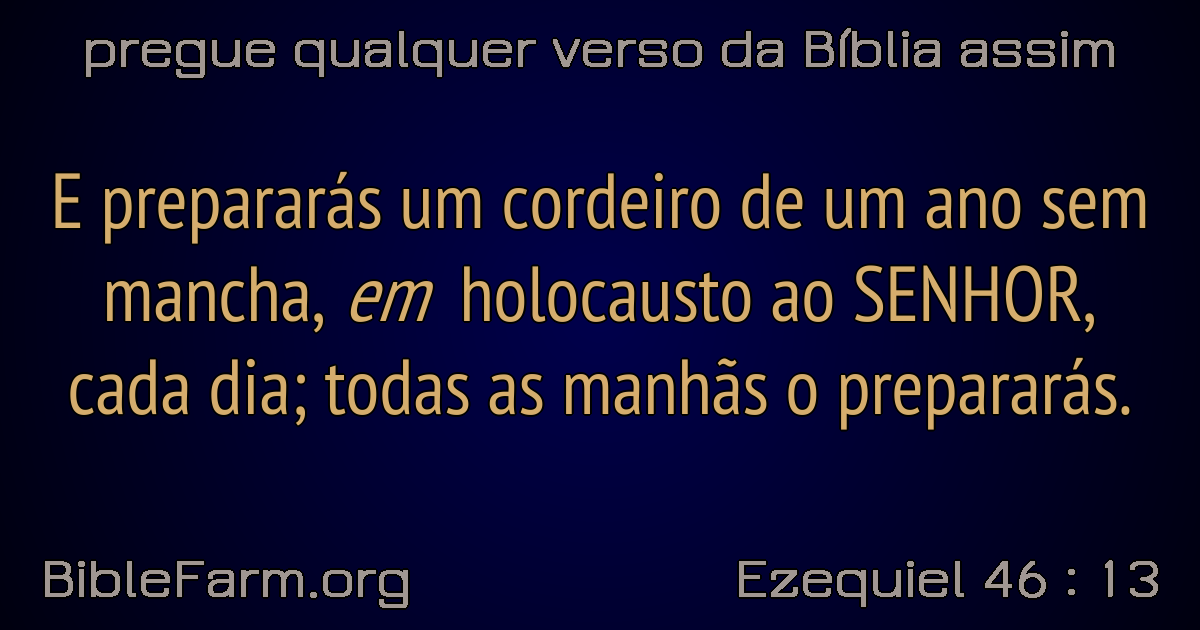 pregue qualquer verso da Bíblia assim
E prepararás um cordeiro de um ano sem
mancha, em holocausto ao SENHOR,
cada dia; todas as manhãs o prepararás.
BibleFarm.org
Ezequiel 46 : 13